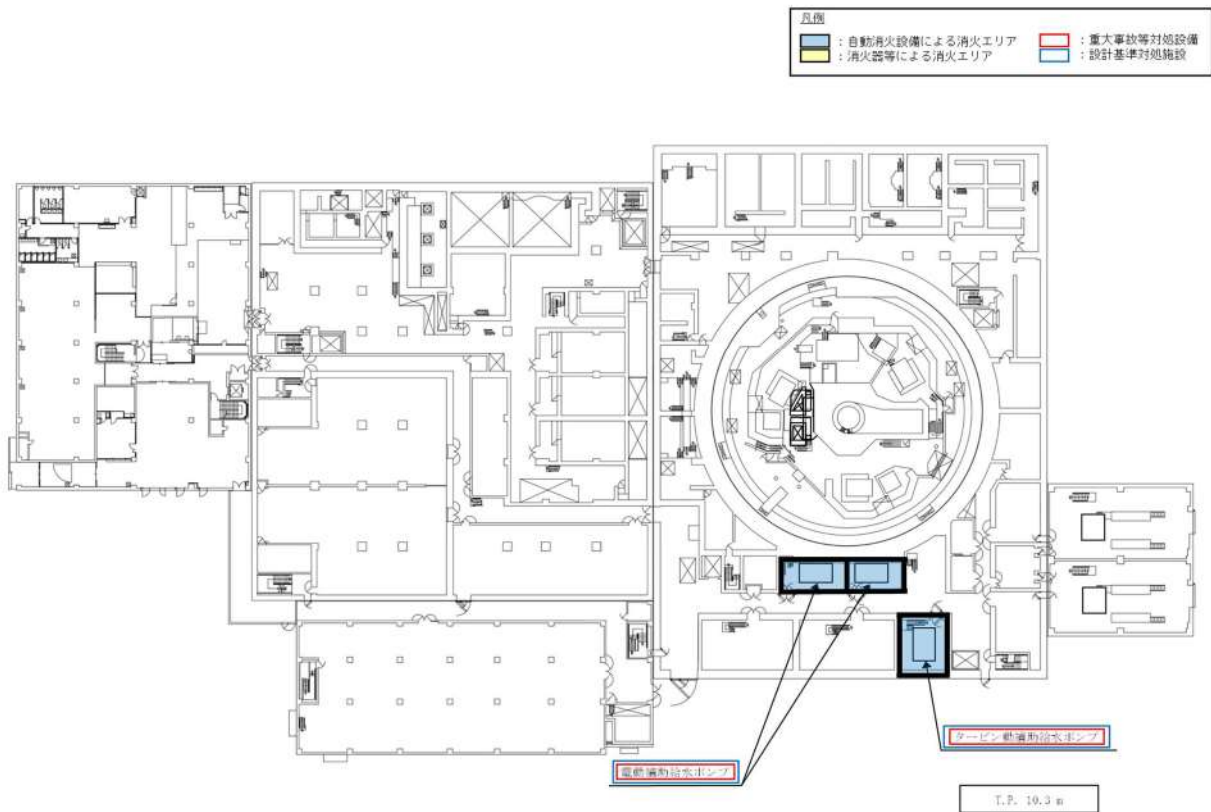 凡例
：自動消火設備による消火エリア
：重大事故等対処設備
：消火器等による消火エリア
：設計基準対処施設
タービン動補助給水ポンプ
電動補助給水ポンプ
T.P. 10.3 m